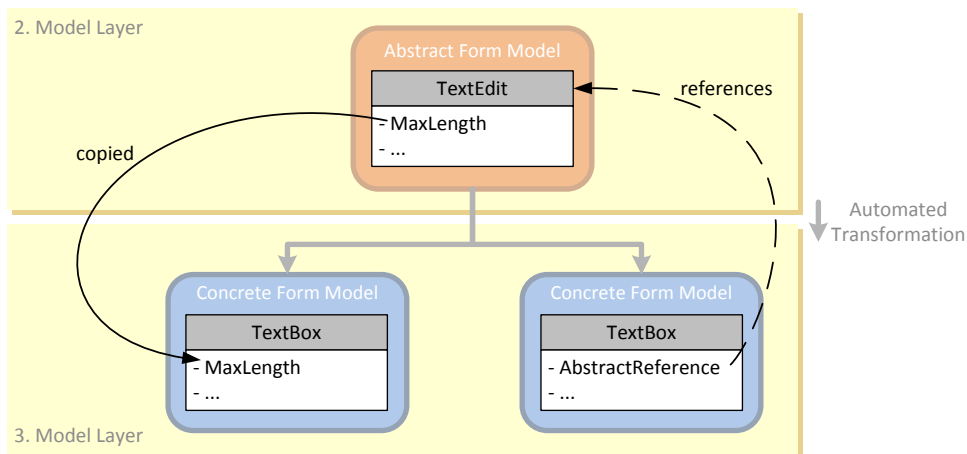 2. Model Layer
Abstract Form Model
TextEdit
references
- MaxLength
- ...
copied
Automated
Transformation
Concrete Form Model
TextBox
- MaxLength
- ...
Concrete Form Model
TextBox
- AbstractReference
- ...
3. Model Layer